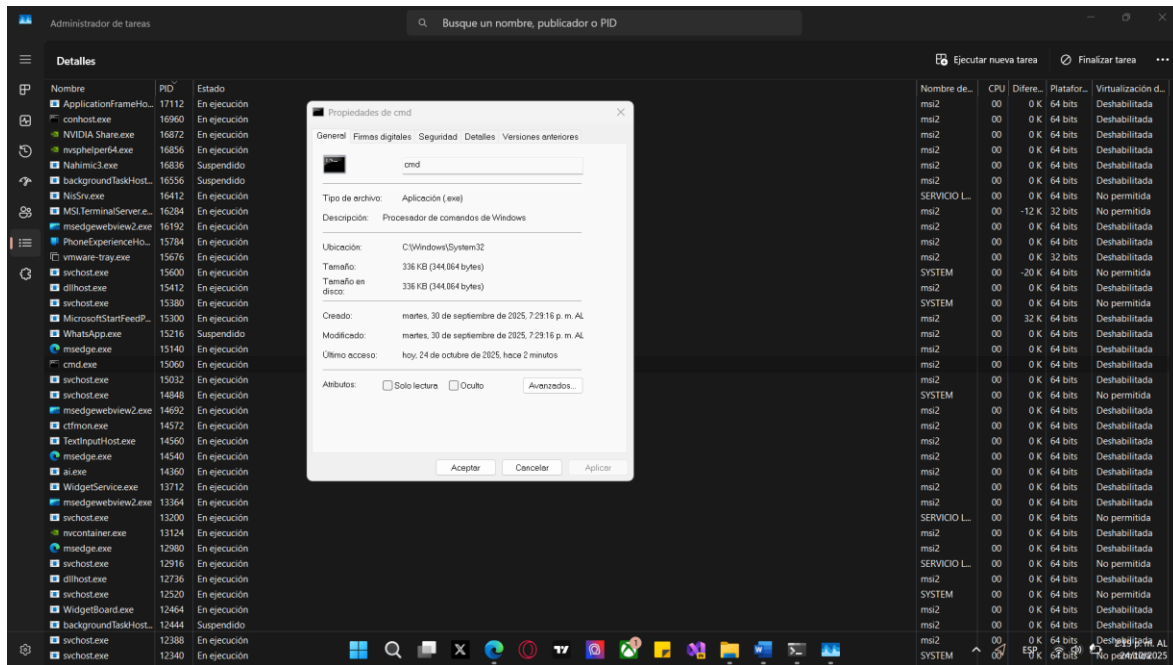 Administrador de tareas
Busque un nombre, publicador o PID
Detalles
Ejecutar nueva tarea
Finalizar tarea
Nombre PID Estado Nombre de... CPU Difere... Platafor... Virtualización d...
ApplicationFrameHo... 17112 En ejecución msi2 00 0 K 64 bits Deshabilitada
conhost.exe 16960 En ejecución msi2 00 0 K 64 bits Deshabilitada
NVIDIA Share.exe 16872 En ejecución msi2 00 0 K 64 bits Deshabilitada
nvsphelper64.exe 16856 En ejecución msi2 00 0 K 64 bits Deshabilitada
Nahimic3.exe 16836 Suspendido msi2 00 0 K 64 bits Deshabilitada
backgroundTaskHost... 16556 Suspendido msi2 00 0 K 64 bits Deshabilitada
NisSrv.exe 16412 En ejecución SERVICIO L... 00 0 K 64 bits No permitida
MSI.TerminalServer.e... 16284 En ejecución msi2 00 -12 K 32 bits Deshabilitada
msedgewebview2.exe 16192 En ejecución msi2 00 0 K 64 bits Deshabilitada
PhoneExperienceHo... 15784 En ejecución msi2 00 0 K 64 bits Deshabilitada
vmware-tray.exe 15676 En ejecución msi2 00 0 K 32 bits Deshabilitada
svchost.exe 15600 En ejecución SYSTEM 00 -20 K 64 bits No permitida
dllhost.exe 15412 En ejecución msi2 00 0 K 64 bits Deshabilitada
svchost.exe 15380 En ejecución SYSTEM 00 0 K 64 bits No permitida
MicrosoftStartFeedP... 15300 En ejecución msi2 00 32 K 64 bits Deshabilitada
WhatsApp.exe 15216 Suspendido msi2 00 0 K 64 bits Deshabilitada
msedge.exe 15140 En ejecución msi2 00 0 K 64 bits Deshabilitada
cmd.exe 15060 En ejecución msi2 00 0 K 64 bits Deshabilitada
svchost.exe 15032 En ejecución msi2 00 0 K 64 bits Deshabilitada
svchost.exe 14848 En ejecución SYSTEM 00 0 K 64 bits No permitida
msedgewebview2.exe 14692 En ejecución msi2 00 0 K 64 bits Deshabilitada
ctfmon.exe 14572 En ejecución msi2 00 0 K 64 bits Deshabilitada
TextInputHost.exe 14560 En ejecución msi2 00 0 K 64 bits Deshabilitada
msedge.exe 14540 En ejecución msi2 00 0 K 64 bits Deshabilitada
ai.exe 14360 En ejecución msi2 00 0 K 64 bits Deshabilitada
WidgetService.exe 13712 En ejecución msi2 00 0 K 64 bits Deshabilitada
msedgewebview2.exe 13364 En ejecución msi2 00 0 K 64 bits Deshabilitada
svchost.exe 13200 En ejecución SERVICIO L... 00 0 K 64 bits No permitida
nvcontainer.exe 13124 En ejecución msi2 00 0 K 64 bits Deshabilitada
msedge.exe 12980 En ejecución msi2 00 0 K 64 bits Deshabilitada
svchost.exe 12916 En ejecución SERVICIO L... 00 0 K 64 bits No permitida
dllhost.exe 12736 En ejecución msi2 00 0 K 64 bits Deshabilitada
svchost.exe 12520 En ejecución SYSTEM 00 0 K 64 bits No permitida
WidgetBoard.exe 12464 En ejecución msi2 00 0 K 64 bits Deshabilitada
backgroundTaskHost... 12444 Suspendido msi2 00 0 K 64 bits Deshabilitada
svchost.exe 12388 En ejecución msi2 00 0 K 64 bits
svchost.exe 12340 En ejecución SYSTEM 00 0 K 64 bits
Propiedades de cmd
General Firmas digitales Seguridad Detalles Versiones anteriores
cmd
Tipo de archivo: Aplicación (.exe)
Descripción: Procesador de comandos de Windows
Ubicación: C:\Windows\System32
Tamaño: 336 KB (344,064 bytes)
Tamaño en disco: 336 KB (344,064 bytes)
Creado: martes, 30 de septiembre de 2025, 7:29:16 p. m. AL
Modificado: martes, 30 de septiembre de 2025, 7:29:16 p. m. AL
Último acceso: hoy, 24 de octubre de 2025, hace 2 minutos
Atributos: Solo lectura Oculto Avanzados...
Aceptar Cancelar Aplicar
ESP
2:19 p. m. AL
24/10/2025